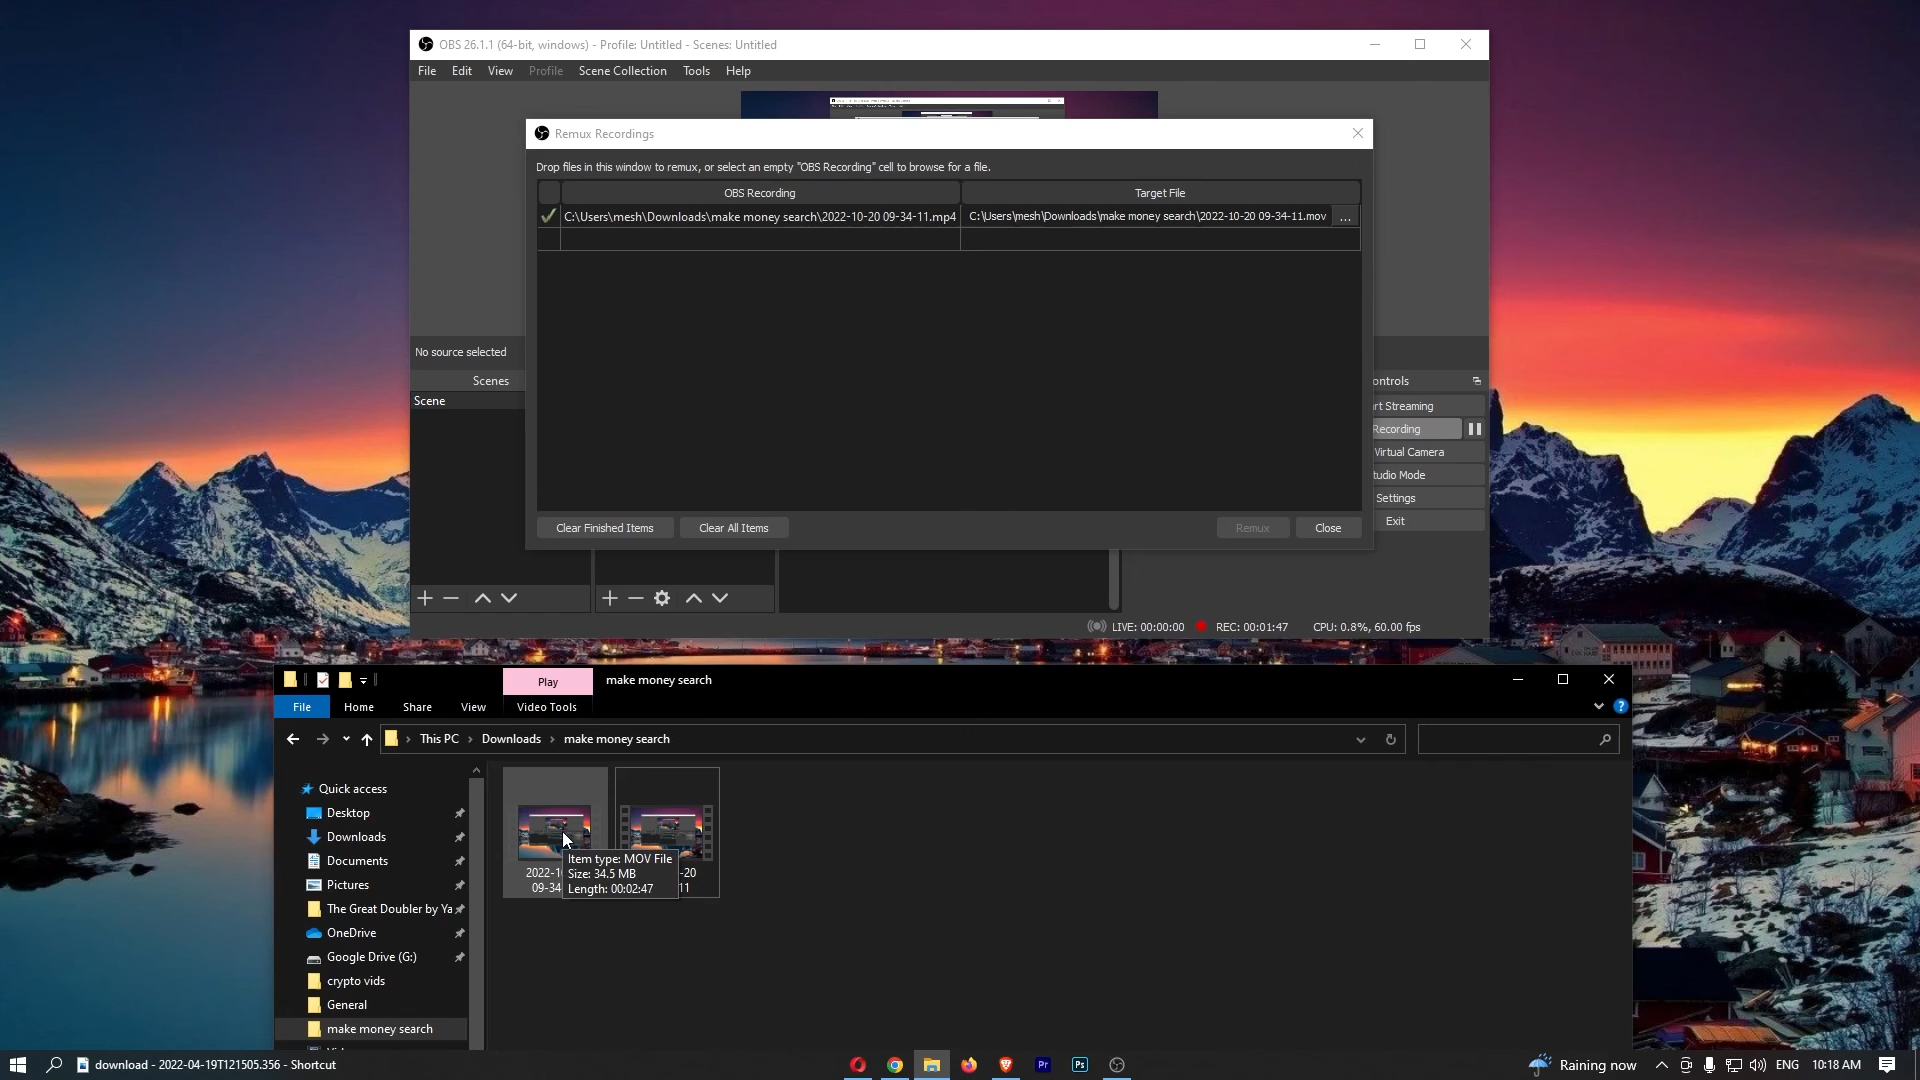 OBS 26.1.1 (64-bit, windows) - Profile: Untitled - Scenes: Untitled
File Edit View Profile Scene Collection Tools Help
Remux Recordings
Drop files in this window to remux, or select an empty "OBS Recording" cell to browse for a file.
OBS Recording Target File
C:\Users\mesh\Downloads\make money search\2022-10-20 09-34-11.mp4 C:\Users\mesh\Downloads\make money search\2022-10-20 09-34-11.mov ...
No source selected
Scenes ontrols
Scene rt Streaming
Recording
Virtual Camera
tudio Mode
Settings
Exit
Clear Finished Items Clear All Items Remux Close
LIVE: 00:00:00 REC: 00:01:47 CPU: 0.8%, 60.00 fps
Play make money search
File Home Share View Video Tools
This PC > Downloads > make money search
Quick access
Desktop
Downloads
Documents
Pictures
The Great Doubler by Ya
OneDrive
Google Drive (G:)
crypto vids
General
make money search
2022-1 -20
09-34 11
Item type: MOV File
Size: 34.5 MB
Length: 00:02:47
download - 2022-04-19T121505.356 - Shortcut
Pr Ps
Raining now ENG 10:18 AM